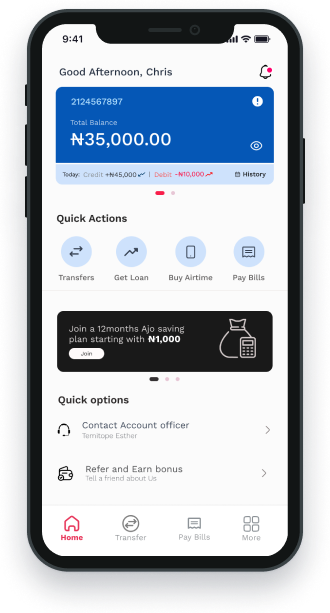 9:41
Good Afternoon, Chris
2124567897
Total Balance
₦35,000.00
Today: Credit +₦45,000 | Debit -₦10,000 History
Quick Actions
Transfers Get Loan Buy Airtime Pay Bills
Join a 12months Ajo saving
plan starting with ₦1,000
Join
Quick options
Contact Account officer
Temitope Esther
Refer and Earn bonus
Tell a friend about Us
Home Transfer Pay Bills More